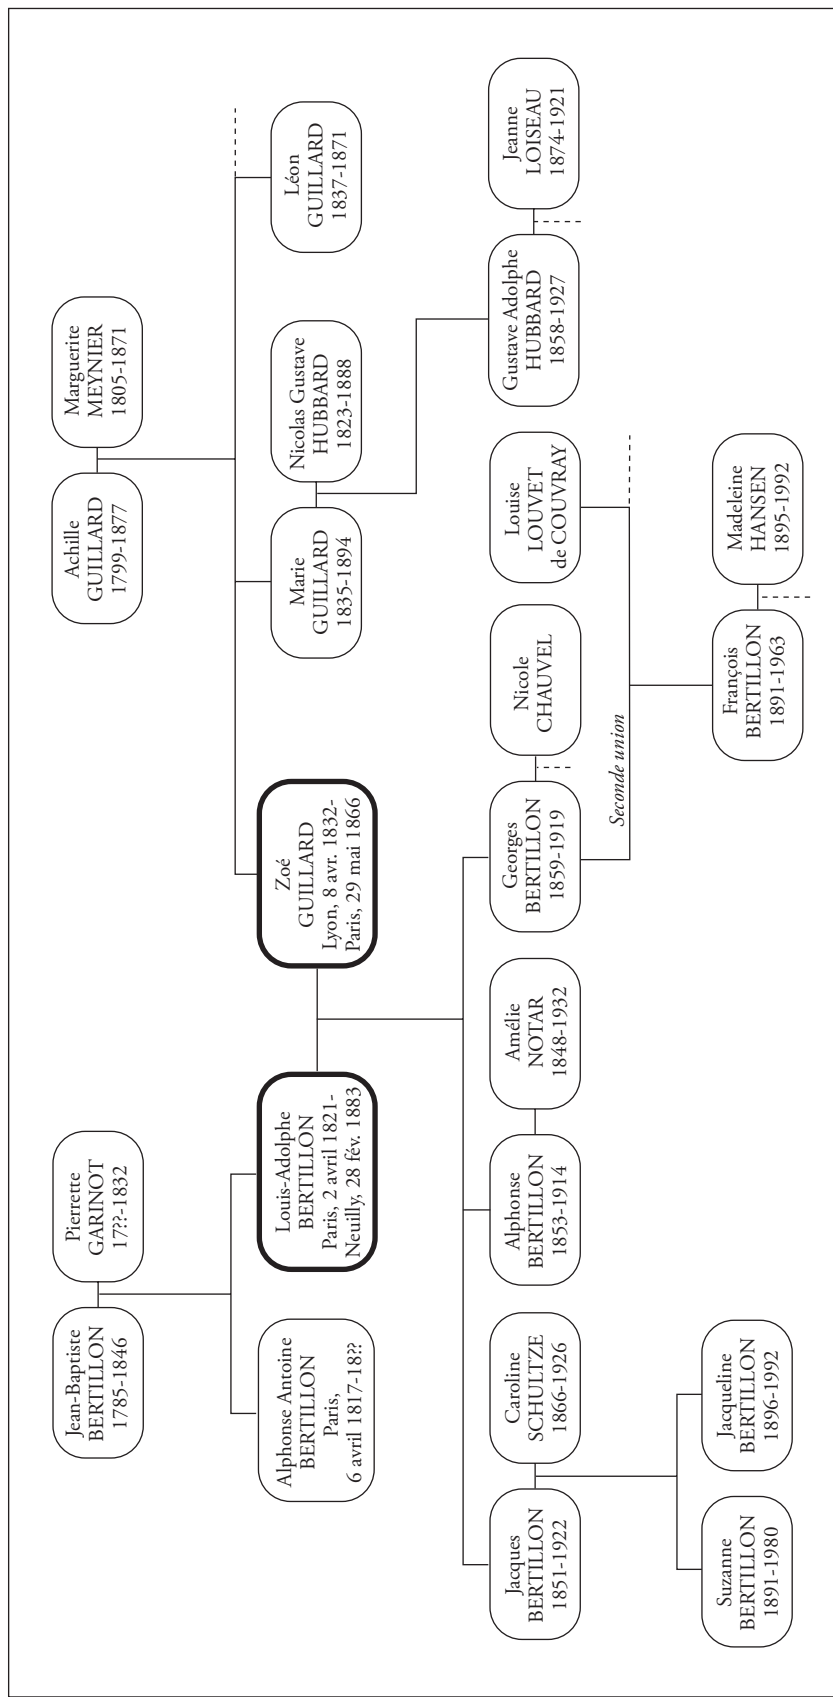 Jean-Baptiste
BERTILLON
1785-1846
Pierrette
GARINOT
17??-1832
Achille
GUILLARD
1799-1877
Marguerite
MEYNIER
1805-1871
Alphonse Antoine
BERTILLON
Paris,
6 avril 1817-18??
Louis-Adolphe
BERTILLON
Paris, 2 avril 1821-
Neuilly, 28 fév. 1883
Zoé
GUILLARD
Lyon, 8 avr. 1832-
Paris, 29 mai 1866
Marie
GUILLARD
1835-1894
Nicolas Gustave
HUBBARD
1823-1888
Léon
GUILLARD
1837-1871
Jacques
BERTILLON
1851-1922
Caroline
SCHULTZE
1866-1926
Alphonse
BERTILLON
1853-1914
Amélie
NOTAR
1848-1932
Georges
BERTILLON
1859-1919
Nicole
CHAUVEL
Louise
LOUVET
de COUVRAY
Gustave Adolphe
HUBBARD
1858-1927
Jeanne
LOISEAU
1874-1921
Seconde union
Suzanne
BERTILLON
1891-1980
Jacqueline
BERTILLON
1896-1992
François
BERTILLON
1891-1963
Madeleine
HANSEN
1895-1992